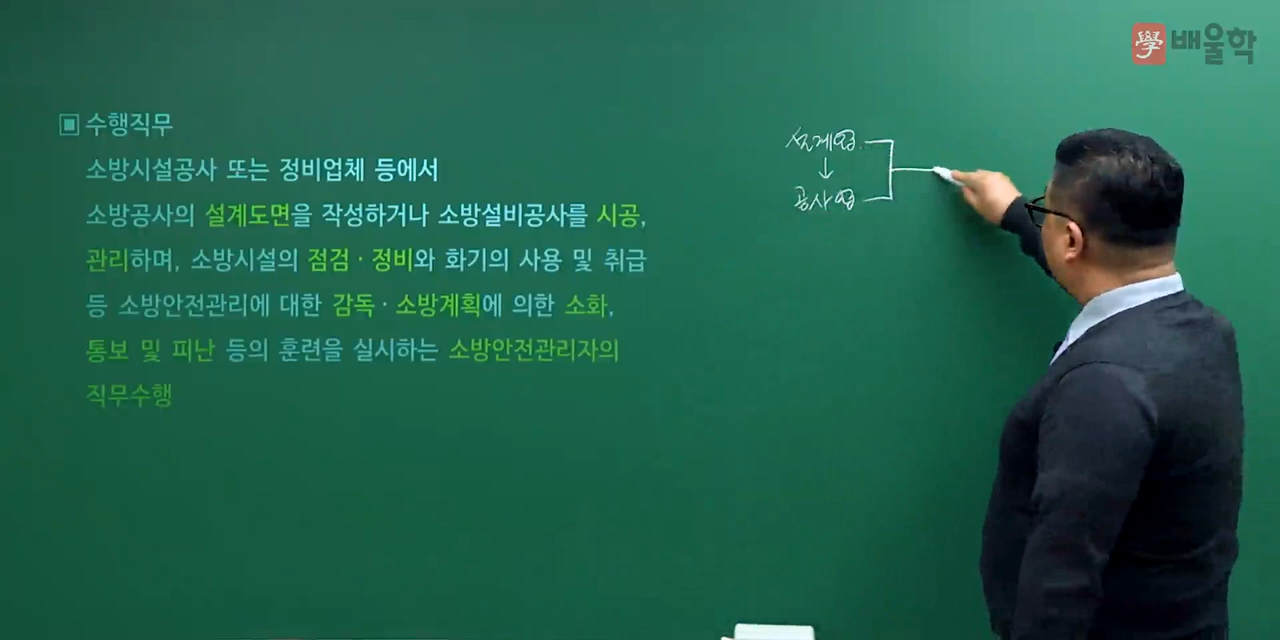 學 배울학
수행직무
소방시설공사 또는 정비업체 등에서
소방공사의 설계도면을 작성하거나 소방설비공사를 시공,
관리하며, 소방시설의 점검·정비와 화기의 사용 및 취급
등 소방안전관리에 대한 감독·소방계획에 의한 소화,
통보 및 피난 등의 훈련을 실시하는 소방안전관리자의
직무수행
설계업
공사업